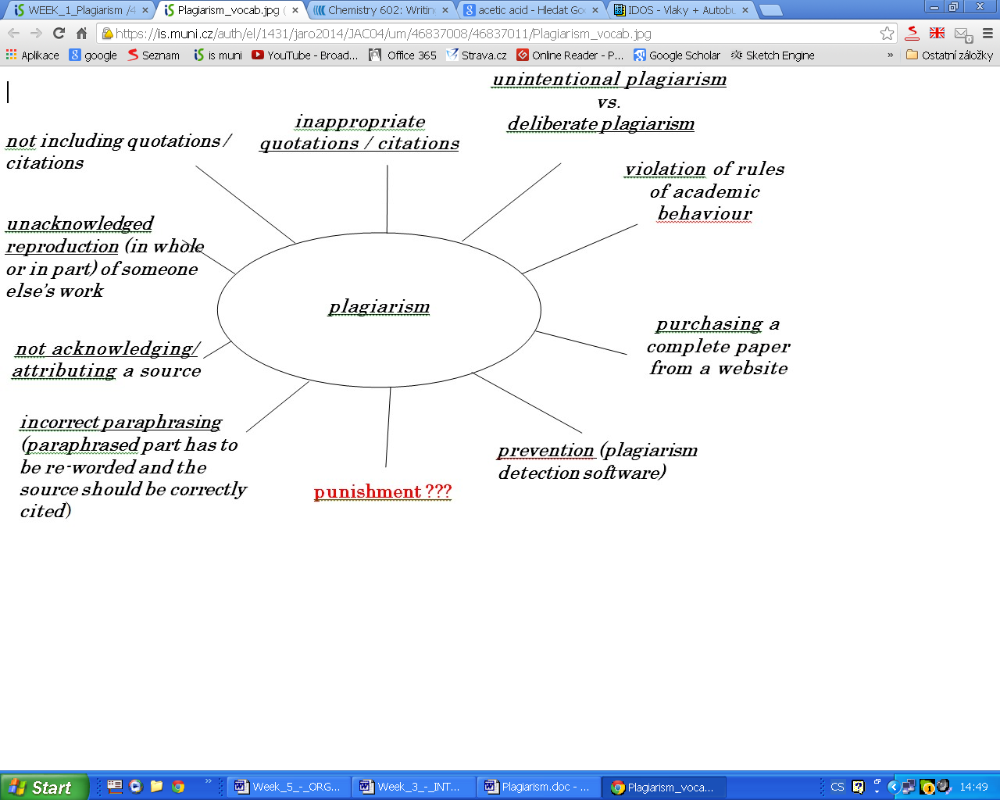 WEEK_1_Plagiarism /4
Plagiarism_vocab.jpg (
Chemistry 602: Writing
acetic acid - Hledat Go
IDOS - Vlaky + Autobu
https://is.muni.cz/auth/el/1431/jaro2014/JAC04/um/46837008/46837011/Plagiarism_vocab.jpg
Aplikace google Seznam is muni YouTube - Broad... Office 365 Strava.cz Online Reader - P... Google Scholar Sketch Engine » Ostatní záložky
unintentional plagiarism
vs.
deliberate plagiarism
inappropriate
quotations / citations
not including quotations /
citations
violation of rules
of academic
behaviour
unacknowledged
reproduction (in whole
or in part) of someone
else's work
plagiarism
purchasing a
complete paper
from a website
not acknowledging/
attributing a source
incorrect paraphrasing
(paraphrased part has to
be re-worded and the
source should be correctly
cited)
prevention (plagiarism
detection software)
punishment ???
Start
»
Week_5_-_ORG...
Week_3_-_INT...
Plagiarism.doc - ...
Plagiarism_voca...
CS
14:49